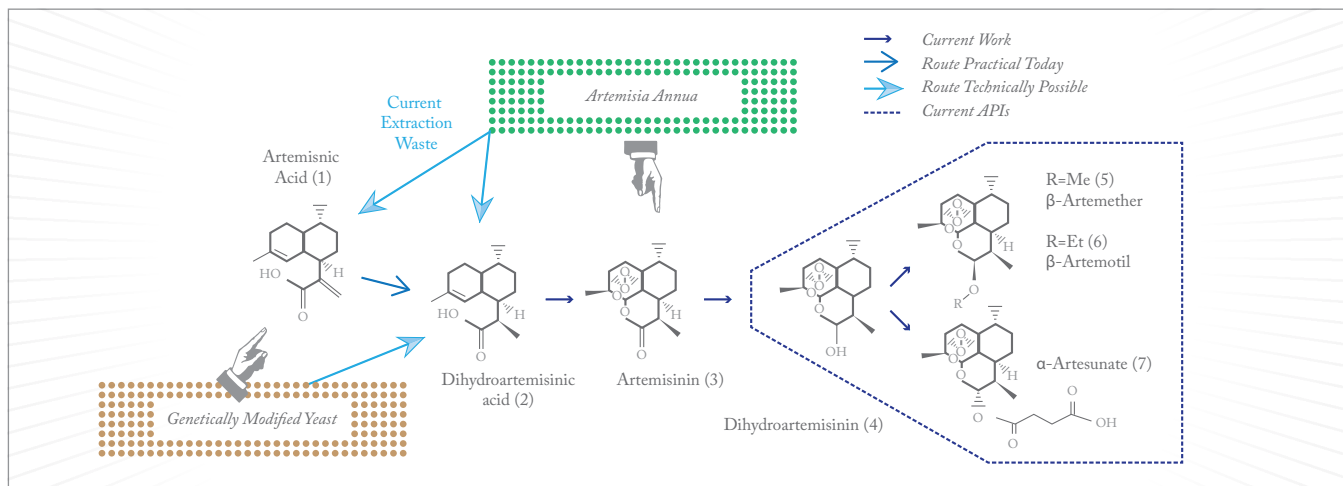 Current Work
Route Practical Today
Route Technically Possible
Current APIs
Artemisia Annua
Current
Extraction
Waste
Artemisnic
Acid (1)
HO
H
O
HO
H
O
Dihydroartemisinic
acid (2)
O
O
O
H
O
O
Artemisinin (3)
O
O
O
H
O
OH
Dihydroartemisinin (4)
O
O
O
H
O
O
R
R=Me (5)
β-Artemether
R=Et (6)
β-Artemotil
O
O
O
H
O
O
O
O
OH
α-Artesunate (7)
Genetically Modified Yeast